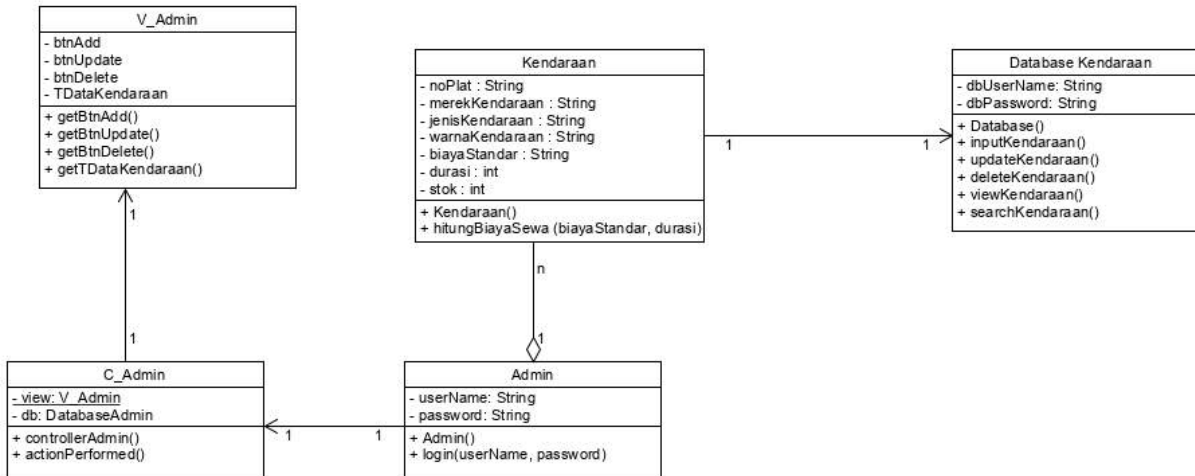 V_Admin
- btnAdd
- btnUpdate
- btnDelete
- TDataKendaraan
+ getBtnAdd()
+ getBtnUpdate()
+ getBtnDelete()
+ getTDataKendaraan()
Kendaraan
- noPlat : String
- merekKendaraan : String
- jenisKendaraan : String
- warnaKendaraan : String
- biayaStandar : String
- durasi : int
- stok : int
+ Kendaraan()
+ hitungBiayaSewa (biayaStandar, durasi)
Database Kendaraan
- dbUserName: String
- dbPassword: String
+ Database()
+ inputKendaraan()
+ updateKendaraan()
+ deleteKendaraan()
+ viewKendaraan()
+ searchKendaraan()
1
1
1
1
n
1
C_Admin
- view: V_Admin
- db: DatabaseAdmin
+ controllerAdmin()
+ actionPerformed()
1
1
Admin
- userName: String
- password: String
+ Admin()
+ login(userName, password)